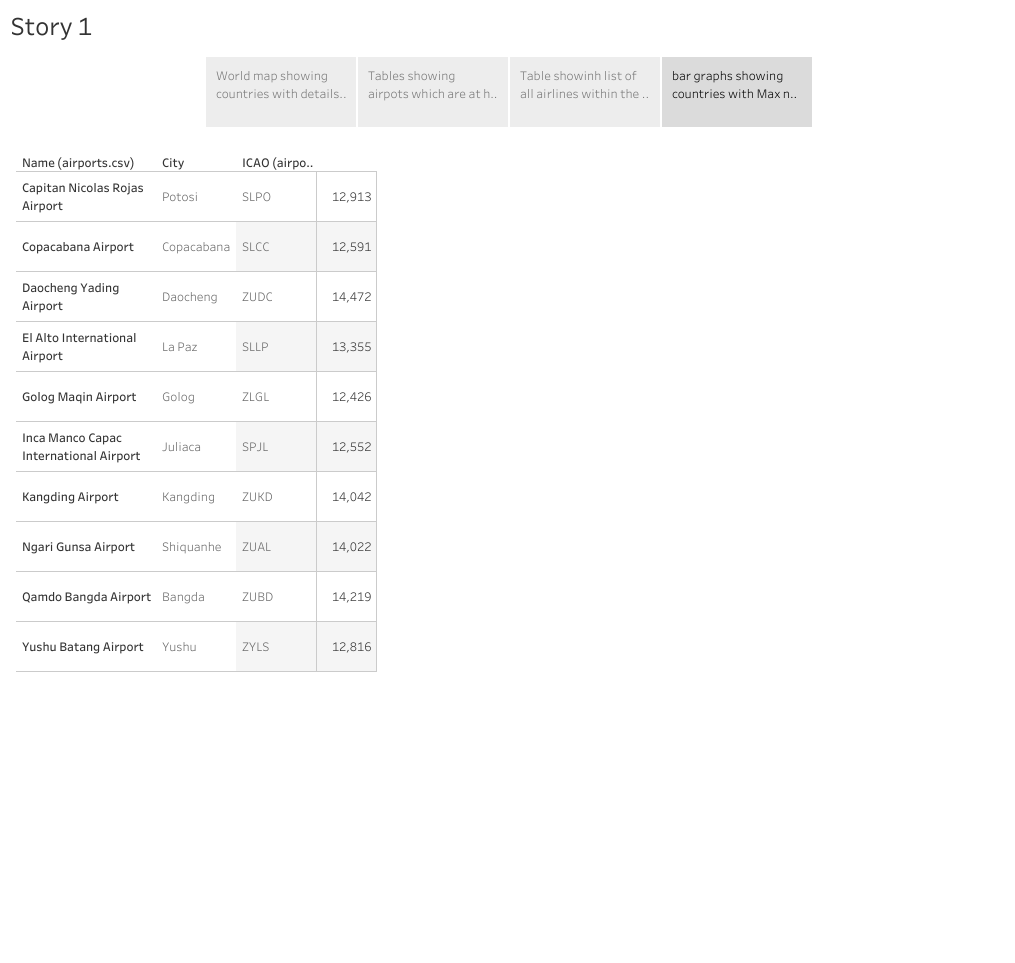 Story 1
World map showing
countries with details..
Tables showing
airpots which are at h..
Table showinh list of
all airlines within the ..
bar graphs showing
countries with Max n..
Name (airports.csv) City ICAO (airpo..
Capitan Nicolas Rojas
Airport
Potosi SLPO 12,913
Copacabana Airport Copacabana SLCC 12,591
Daocheng Yading
Airport
Daocheng ZUDC 14,472
El Alto International
Airport
La Paz SLLP 13,355
Golog Maqin Airport Golog ZLGL 12,426
Inca Manco Capac
International Airport
Juliaca SPJL 12,552
Kangding Airport Kangding ZUKD 14,042
Ngari Gunsa Airport Shiquanhe ZUAL 14,022
Qamdo Bangda Airport Bangda ZUBD 14,219
Yushu Batang Airport Yushu ZYLS 12,816